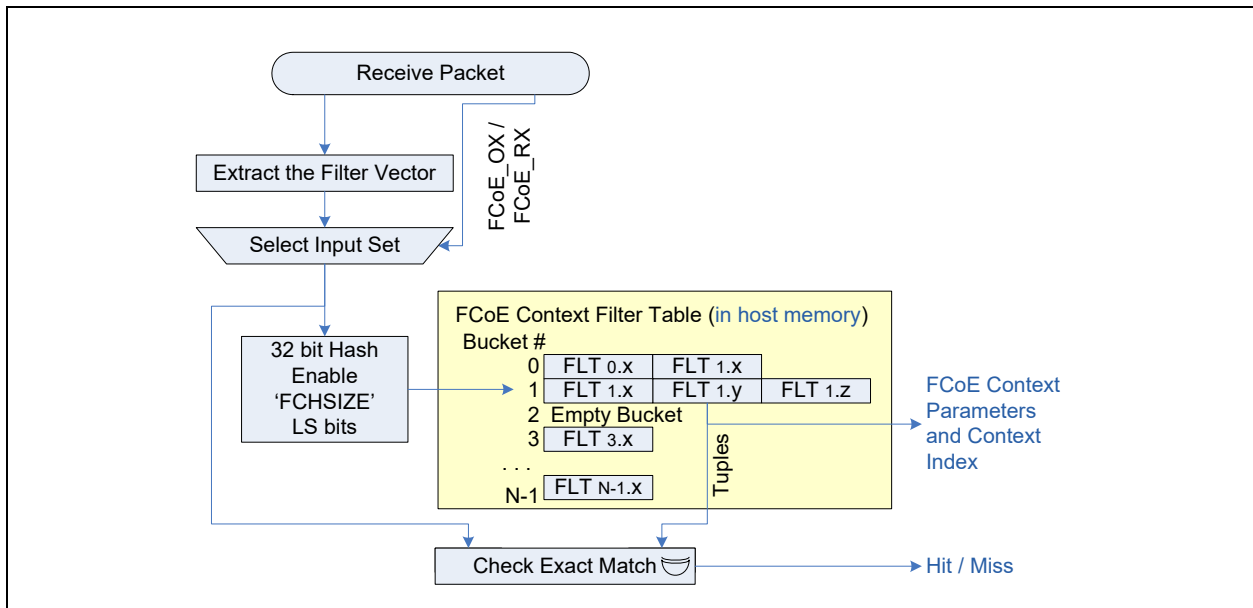 Receive Packet
FCoE_OX /
FCoE_RX
Extract the Filter Vector
Select Input Set
32 bit Hash
Enable
‘FCHSIZE’
LS bits
FCoE Context Filter Table (in host memory)
Bucket #
0 FLT 0.x FLT 1.x
1 FLT 1.x FLT 1.y FLT 1.z
2 Empty Bucket
3 FLT 3.x
. . .
N-1 FLT N-1.x
Tuples
FCoE Context
Parameters
and Context
Index
Check Exact Match
Hit / Miss